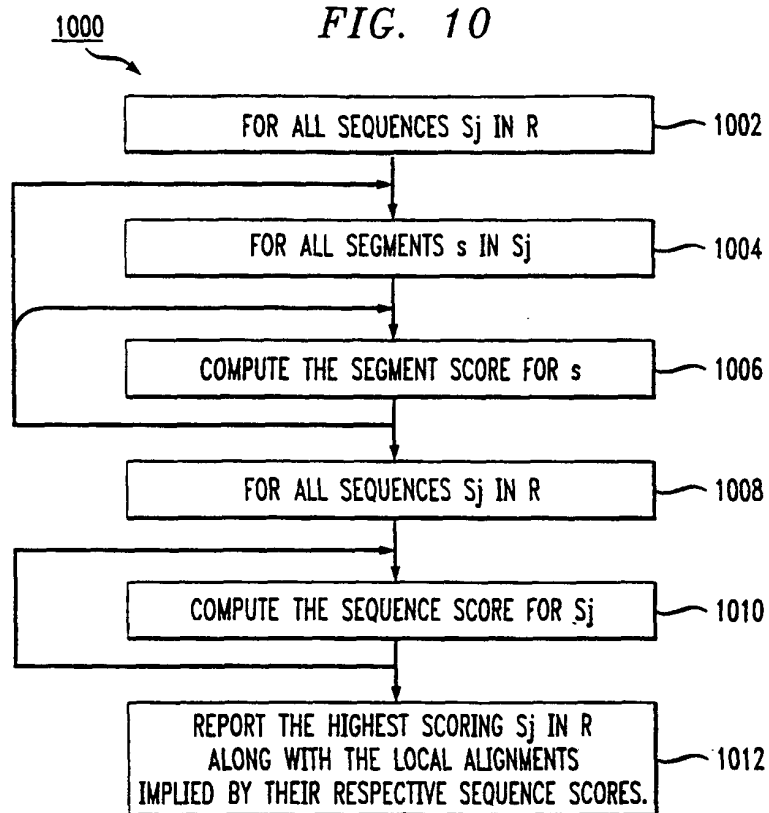 FIG. 10
1000
FOR ALL SEQUENCES Sj IN R
1002
FOR ALL SEGMENTS s IN Sj
1004
COMPUTE THE SEGMENT SCORE FOR s
1006
FOR ALL SEQUENCES Sj IN R
1008
COMPUTE THE SEQUENCE SCORE FOR Sj
1010
REPORT THE HIGHEST SCORING Sj IN R
ALONG WITH THE LOCAL ALIGNMENTS
IMPLIED BY THEIR RESPECTIVE SEQUENCE SCORES.
1012